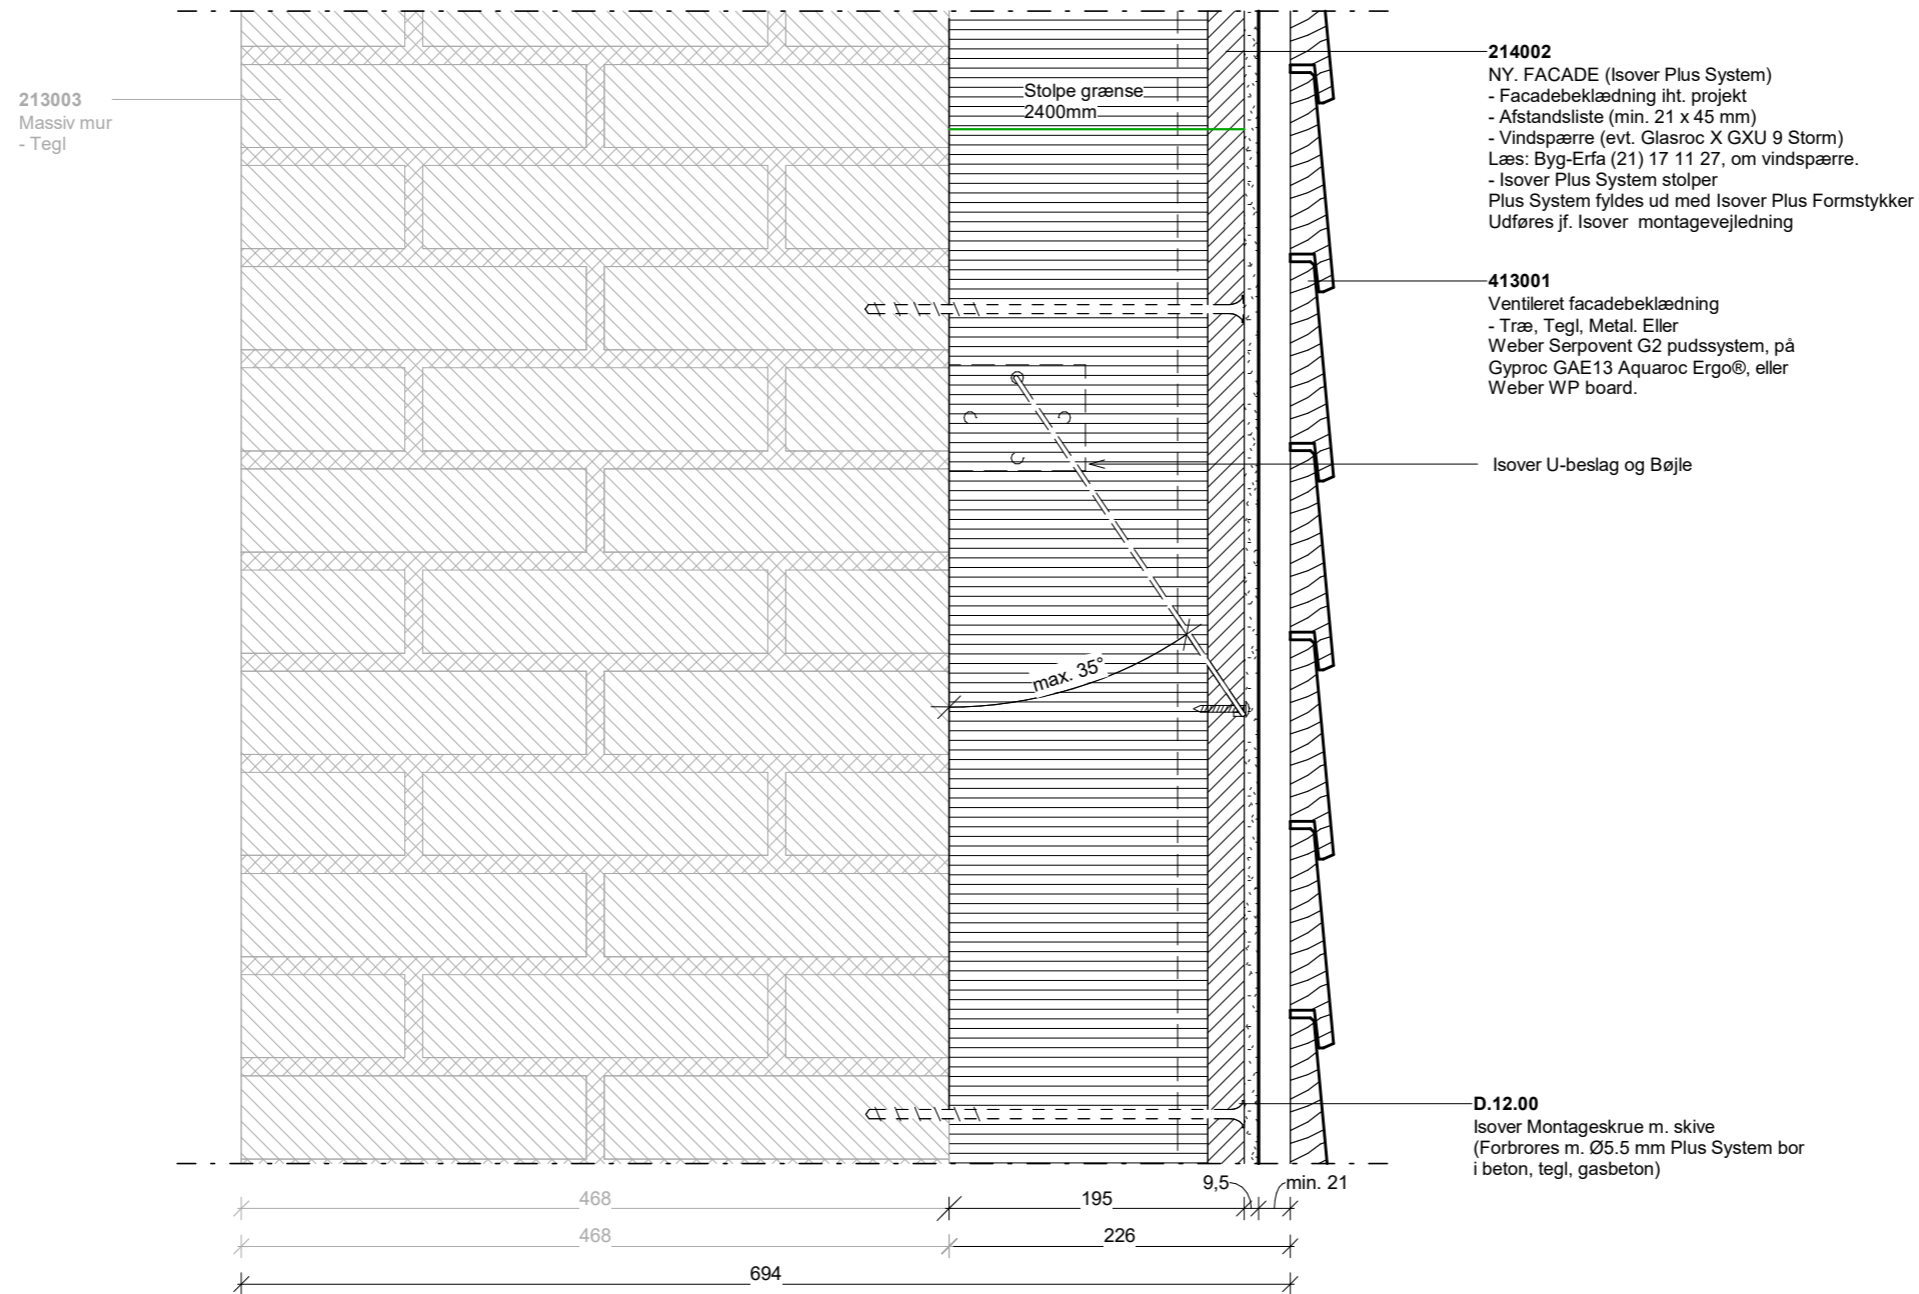 213003
Massiv mur
- Tegl
Stolpe grænse
2400mm
214002
NY. FACADE (Isover Plus System)
- Facadebeklædning iht. projekt
- Afstandsliste (min. 21 x 45 mm)
- Vindspærre (evt. Glasroc X GXU 9 Storm)
Læs: Byg-Erfa (21) 17 11 27, om vindspærre.
- Isover Plus System stolper
Plus System fyldes ud med Isover Plus Formstykker
Udføres jf. Isover montagevejledning
413001
Ventileret facadebeklædning
- Træ, Tegl, Metal. Eller
Weber Serpovent G2 pudssystem, på
Gyproc GAE13 Aquaroc Ergo®, eller
Weber WP board.
Isover U-beslag og Bøjle
max. 35°
D.12.00
Isover Montageskrue m. skive
(Forbrores m. Ø5.5 mm Plus System bor
i beton, tegl, gasbeton)
468
195
9,5
min. 21
468
226
694